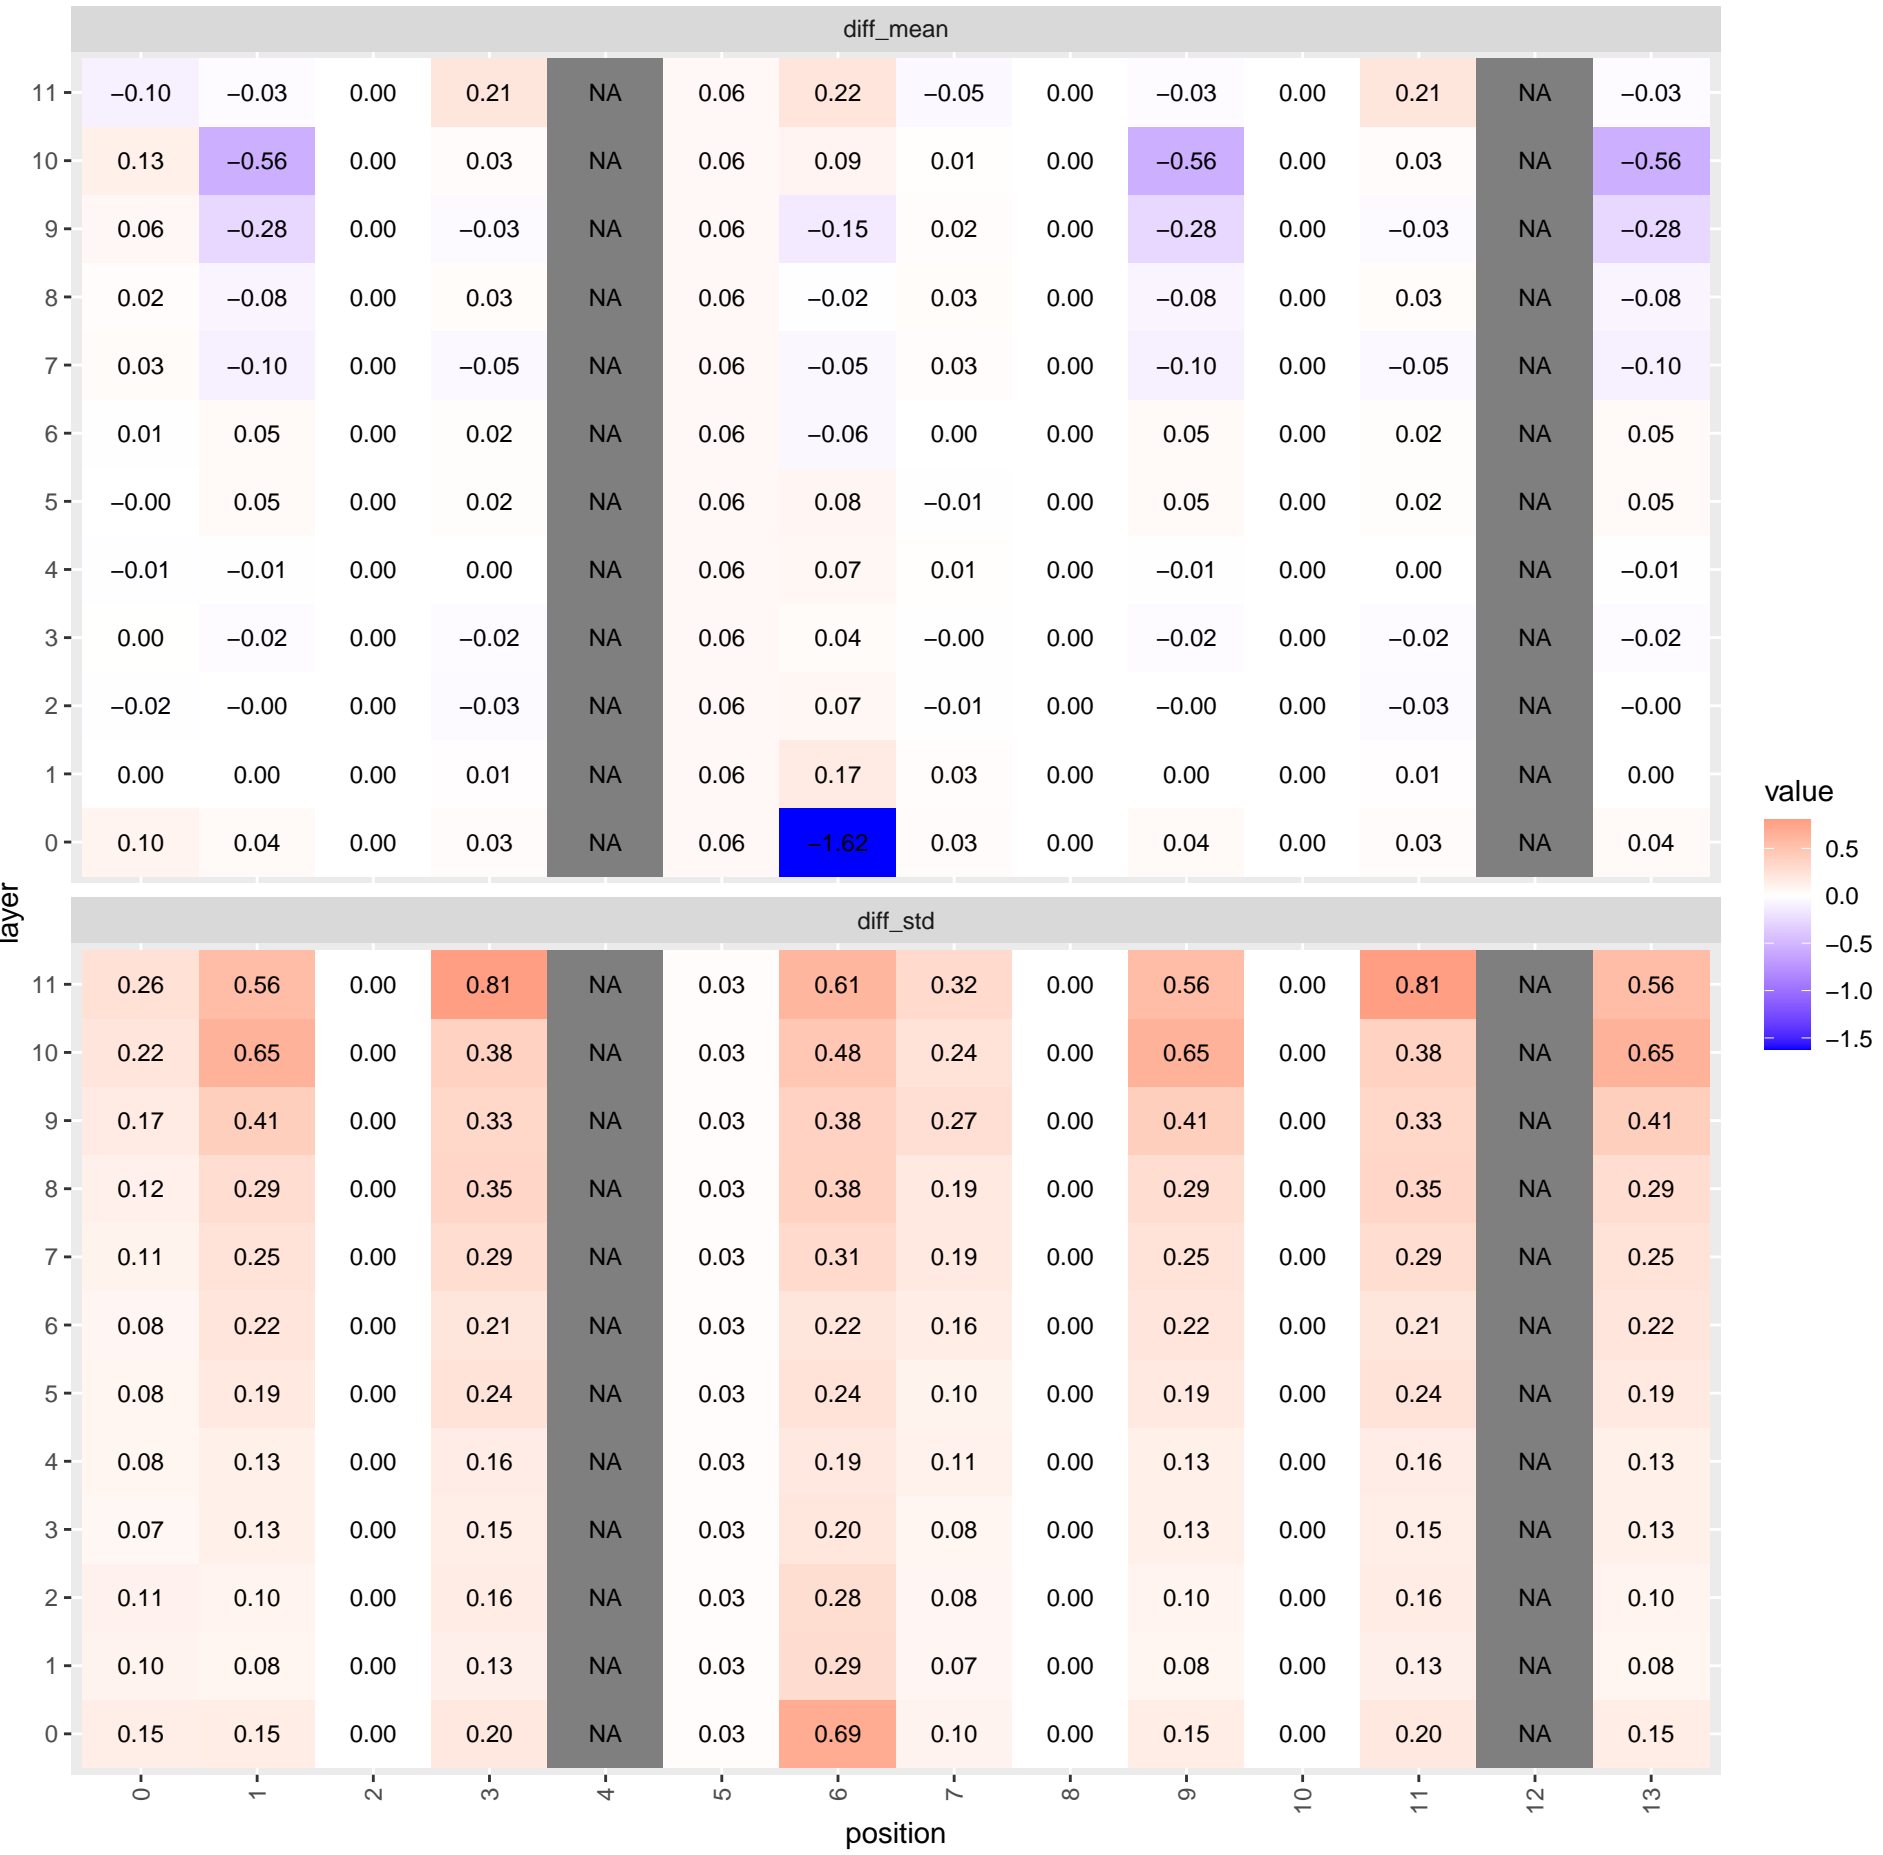 diff_mean
11 −0.10 −0.03 0.00 0.21 NA 0.06 0.22 −0.05 0.00 −0.03 0.00 0.21 NA −0.03
10 0.13 −0.56 0.00 0.03 NA 0.06 0.09 0.01 0.00 −0.56 0.00 0.03 NA −0.56
9 0.06 −0.28 0.00 −0.03 NA 0.06 −0.15 0.02 0.00 −0.28 0.00 −0.03 NA −0.28
8 0.02 −0.08 0.00 0.03 NA 0.06 −0.02 0.03 0.00 −0.08 0.00 0.03 NA −0.08
7 0.03 −0.10 0.00 −0.05 NA 0.06 −0.05 0.03 0.00 −0.10 0.00 −0.05 NA −0.10
6 0.01 0.05 0.00 0.02 NA 0.06 −0.06 0.00 0.00 0.05 0.00 0.02 NA 0.05
5 −0.00 0.05 0.00 0.02 NA 0.06 0.08 −0.01 0.00 0.05 0.00 0.02 NA 0.05
4 −0.01 −0.01 0.00 0.00 NA 0.06 0.07 0.01 0.00 −0.01 0.00 0.00 NA −0.01
3 0.00 −0.02 0.00 −0.02 NA 0.06 0.04 −0.00 0.00 −0.02 0.00 −0.02 NA −0.02
2 −0.02 −0.00 0.00 −0.03 NA 0.06 0.07 −0.01 0.00 −0.00 0.00 −0.03 NA −0.00
1 0.00 0.00 0.00 0.01 NA 0.06 0.17 0.03 0.00 0.00 0.00 0.01 NA 0.00
0 0.10 0.04 0.00 0.03 NA 0.06 −1.62 0.03 0.00 0.04 0.00 0.03 NA 0.04
layer
diff_std
11 0.26 0.56 0.00 0.81 NA 0.03 0.61 0.32 0.00 0.56 0.00 0.81 NA 0.56
10 0.22 0.65 0.00 0.38 NA 0.03 0.48 0.24 0.00 0.65 0.00 0.38 NA 0.65
9 0.17 0.41 0.00 0.33 NA 0.03 0.38 0.27 0.00 0.41 0.00 0.33 NA 0.41
8 0.12 0.29 0.00 0.35 NA 0.03 0.38 0.19 0.00 0.29 0.00 0.35 NA 0.29
7 0.11 0.25 0.00 0.29 NA 0.03 0.31 0.19 0.00 0.25 0.00 0.29 NA 0.25
6 0.08 0.22 0.00 0.21 NA 0.03 0.22 0.16 0.00 0.22 0.00 0.21 NA 0.22
5 0.08 0.19 0.00 0.24 NA 0.03 0.24 0.10 0.00 0.19 0.00 0.24 NA 0.19
4 0.08 0.13 0.00 0.16 NA 0.03 0.19 0.11 0.00 0.13 0.00 0.16 NA 0.13
3 0.07 0.13 0.00 0.15 NA 0.03 0.20 0.08 0.00 0.13 0.00 0.15 NA 0.13
2 0.11 0.10 0.00 0.16 NA 0.03 0.28 0.08 0.00 0.10 0.00 0.16 NA 0.10
1 0.10 0.08 0.00 0.13 NA 0.03 0.29 0.07 0.00 0.08 0.00 0.13 NA 0.08
0 0.15 0.15 0.00 0.20 NA 0.03 0.69 0.10 0.00 0.15 0.00 0.20 NA 0.15
0 1 2 3 4 5 6 7 8 9 10 11 12 13
position
value
0.5
0.0
−0.5
−1.0
−1.5